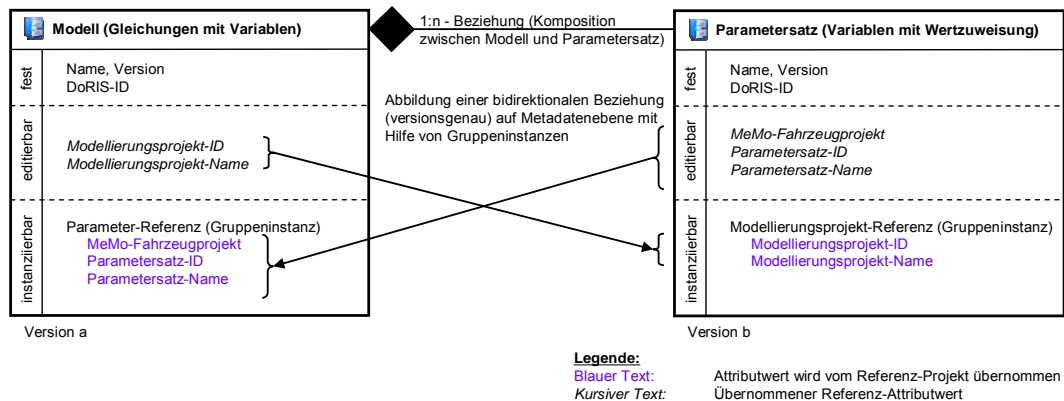 Modell (Gleichungen mit Variablen)
fest
Name, Version
DoRIS-ID
editierbar
Modellierungsprojekt-ID
Modellierungsprojekt-Name
instanziierbar
Parameter-Referenz (Gruppeninstanz)
MeMo-Fahrzeugprojekt
Parametersatz-ID
Parametersatz-Name
Version a
1:n - Beziehung (Komposition
zwischen Modell und Parametersatz)
Abbildung einer bidirektionalen Beziehung
(versionsgenau) auf Metadatenebene mit
Hilfe von Gruppeninstanzen
Parametersatz (Variablen mit Wertzuweisung)
fest
Name, Version
DoRIS-ID
editierbar
MeMo-Fahrzeugprojekt
Parametersatz-ID
Parametersatz-Name
instanziierbar
Modellierungsprojekt-Referenz (Gruppeninstanz)
Modellierungsprojekt-ID
Modellierungsprojekt-Name
Version b
Legende:
Blauer Text: Attributwert wird vom Referenz-Projekt übernommen
Kursiver Text: Übernommener Referenz-Attributwert